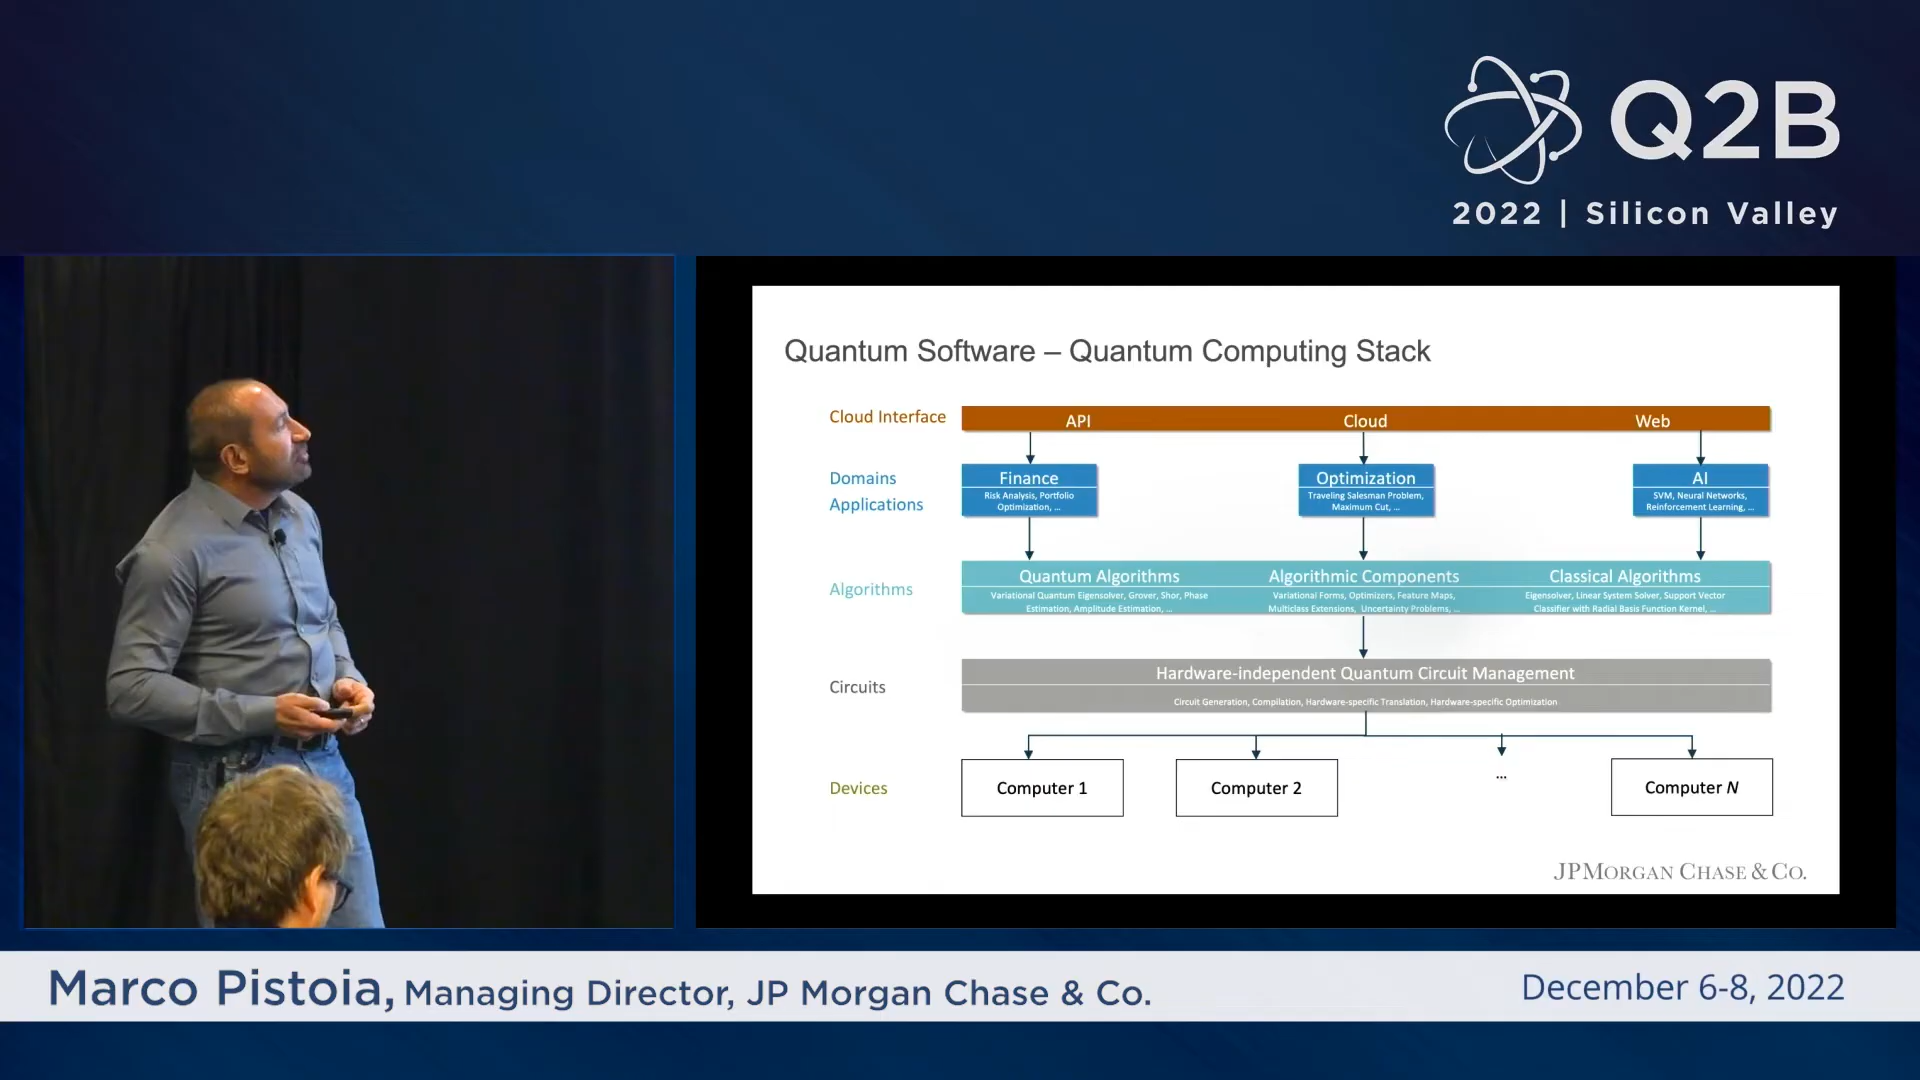 Q2B
2022 | Silicon Valley
Quantum Software – Quantum Computing Stack
Cloud Interface
API
Cloud
Web
Domains
Applications
Finance
Risk Analysis, Portfolio
Optimization, ...
Optimization
Traveling Salesman Problem,
Maximum Cut, ...
AI
SVM, Neural Networks,
Reinforcement Learning, ...
Algorithms
Quantum Algorithms
Variational Quantum Eigensolver, Grover, Shor, Phase
Estimation, Amplitude Estimation, ...
Algorithmic Components
Variational Forms, Optimizers, Feature Maps,
Multiclass Extensions, Uncertainty Problems, ...
Classical Algorithms
Eigensolver, Linear System Solver, Support Vector
Classifier with Radial Basis Function Kernel, ...
Circuits
Hardware-independent Quantum Circuit Management
Circuit Generation, Compilation, Hardware-specific Translation, Hardware-specific Optimization
Devices
Computer 1
Computer 2
...
Computer N
JPMORGAN CHASE & CO.
Marco Pistoia, Managing Director, JP Morgan Chase & Co.
December 6-8, 2022